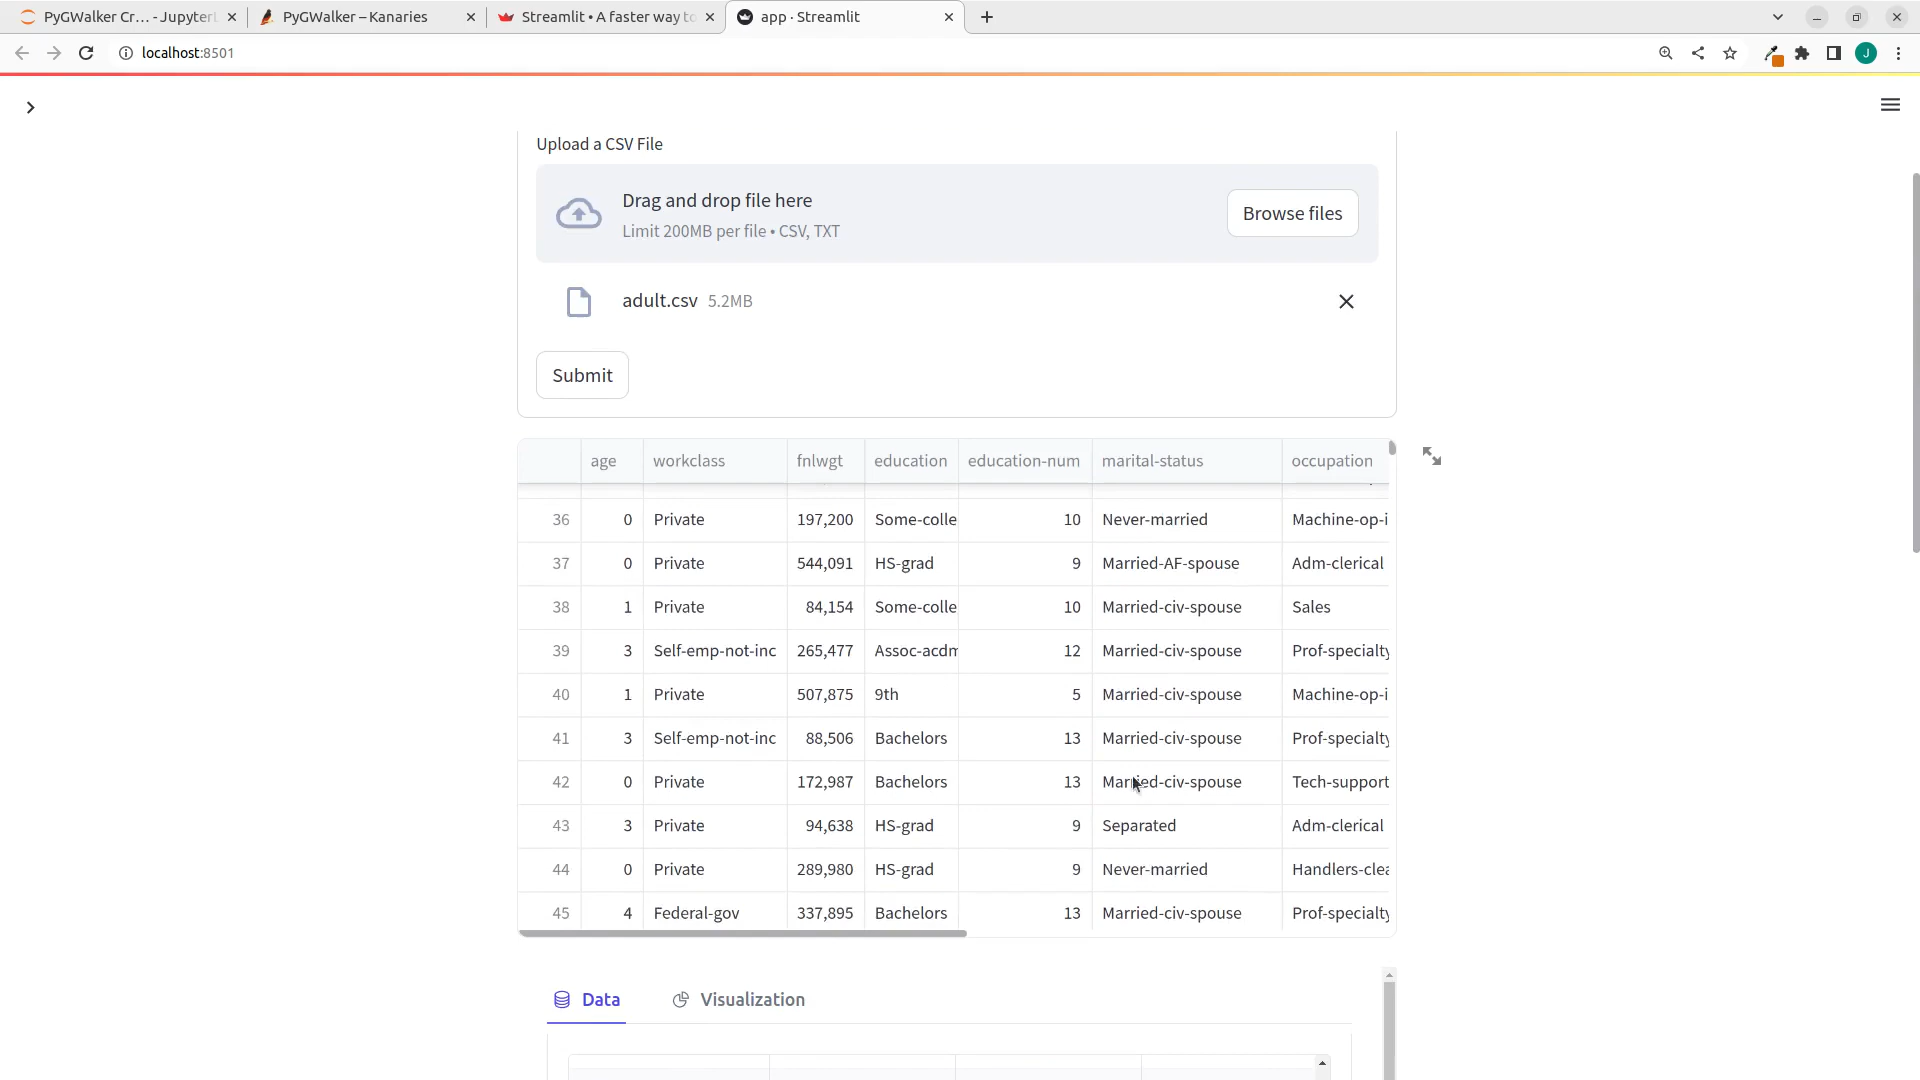 PyGWalker Cr… - JupyterL
PyGWalker – Kanaries
Streamlit • A faster way to
app · Streamlit
localhost:8501
J
Upload a CSV File
Drag and drop file here
Limit 200MB per file • CSV, TXT
Browse files
adult.csv 5.2MB
Submit
age workclass fnlwgt education education-num marital-status occupation
36 0 Private 197,200 Some-colle 10 Never-married Machine-op-i
37 0 Private 544,091 HS-grad 9 Married-AF-spouse Adm-clerical
38 1 Private 84,154 Some-colle 10 Married-civ-spouse Sales
39 3 Self-emp-not-inc 265,477 Assoc-acdm 12 Married-civ-spouse Prof-specialty
40 1 Private 507,875 9th 5 Married-civ-spouse Machine-op-i
41 3 Self-emp-not-inc 88,506 Bachelors 13 Married-civ-spouse Prof-specialty
42 0 Private 172,987 Bachelors 13 Married-civ-spouse Tech-support
43 3 Private 94,638 HS-grad 9 Separated Adm-clerical
44 0 Private 289,980 HS-grad 9 Never-married Handlers-clea
45 4 Federal-gov 337,895 Bachelors 13 Married-civ-spouse Prof-specialty
Data Visualization